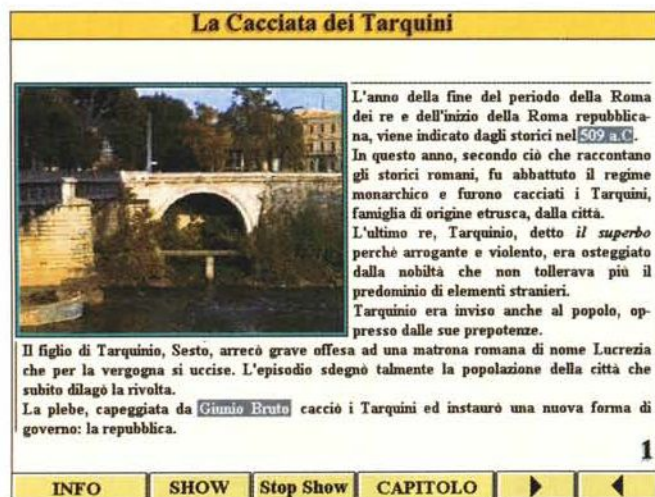 La Cacciata dei Tarquini
L'anno della fine del periodo della Roma
dei re e dell'inizio della Roma repubblica-
na, viene indicato dagli storici nel 509 a.C.
In questo anno, secondo ciò che raccontano
gli storici romani, fu abbattuto il regime
monarchico e furono cacciati i Tarquini,
famiglia di origine etrusca, dalla città.
L'ultimo re, Tarquinio, detto il superbo
perchè arrogante e violento, era osteggiato
dalla nobiltà che non tollerava più il
predominio di elementi stranieri.
Tarquinio era inviso anche al popolo, op-
presso dalle sue prepotenze.
Il figlio di Tarquinio, Sesto, arrecò grave offesa ad una matrona romana di nome Lucrezia
che per la vergogna si uccise. L'episodio sdegnò talmente la popolazione della città che
subito dilagò la rivolta.
La plebe, capeggiata da Giunio Bruto cacciò i Tarquini ed instaurò una nuova forma di
governo: la repubblica.
1
INFO SHOW Stop Show CAPITOLO